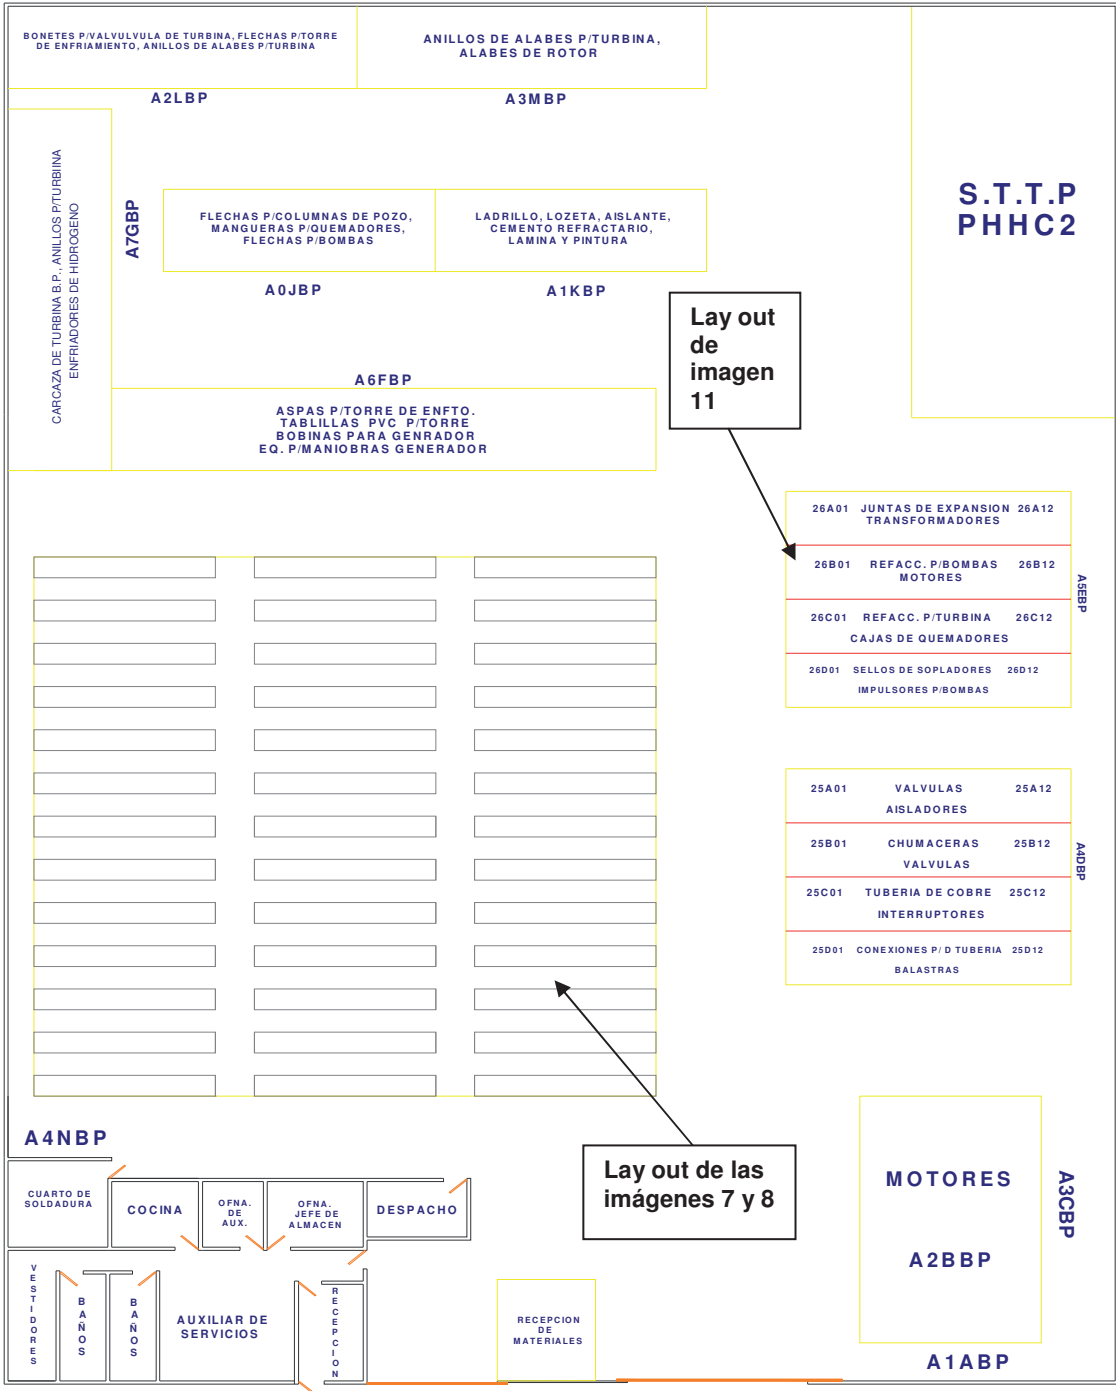 BONETES P/VALVULVULA DE TURBINA, FLECHAS P/TORRE
DE ENFRIAMIENTO, ANILLOS DE ALABES P/TURBINA
A2LBP
ANILLOS DE ALABES P/TURBINA,
ALABES DE ROTOR
A3MBP
S.T.T.P
PHHC2
CARCAZA DE TURBINA B.P., ANILLOS P/TURBIINA
ENFRIADORES DE HIDROGENO
A7GBP
FLECHAS P/COLUMNAS DE POZO,
MANGUERAS P/QUEMADORES,
FLECHAS P/BOMBAS
A0JBP
LADRILLO, LOZETA, AISLANTE,
CEMENTO REFRACTARIO,
LAMINA Y PINTURA
A1KBP
Lay out
de
imagen
11
A6FBP
ASPAS P/TORRE DE ENFTO.
TABLILLAS PVC P/TORRE
BOBINAS PARA GENRADOR
EQ. P/MANIOBRAS GENERADOR
26A01 JUNTAS DE EXPANSION 26A12
TRANSFORMADORES
26B01 REFACC. P/BOMBAS 26B12
MOTORES
26C01 REFACC. P/TURBINA 26C12
CAJAS DE QUEMADORES
26D01 SELLOS DE SOPLADORES 26D12
IMPULSORES P/BOMBAS
A5EBP
25A01 VALVULAS 25A12
AISLADORES
25B01 CHUMACERAS 25B12
VALVULAS
25C01 TUBERIA DE COBRE 25C12
INTERRUPTORES
25D01 CONEXIONES P/ D TUBERIA 25D12
BALASTRAS
A4DBP
A4NBP
Lay out de las
imágenes 7 y 8
CUARTO DE
SOLDADURA
COCINA
OFNA.
DE
AUX.
OFNA.
JEFE DE
ALMACEN
DESPACHO
MOTORES
A2BBP
A3CBP
A1ABP
VESTIDORES
BAÑOS
BAÑOS
AUXILIAR DE
SERVICIOS
RECEPCION
RECEPCION
DE
MATERIALES